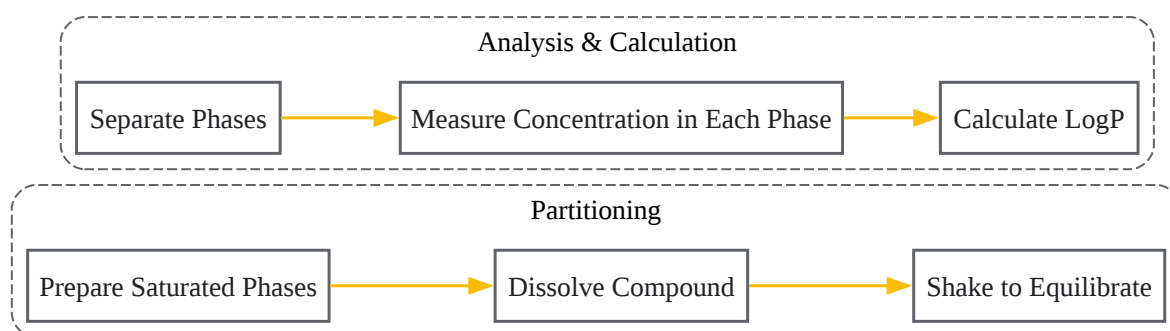 Analysis & Calculation
Separate Phases
Measure Concentration in Each Phase
Calculate LogP
Partitioning
Prepare Saturated Phases
Dissolve Compound
Shake to Equilibrate